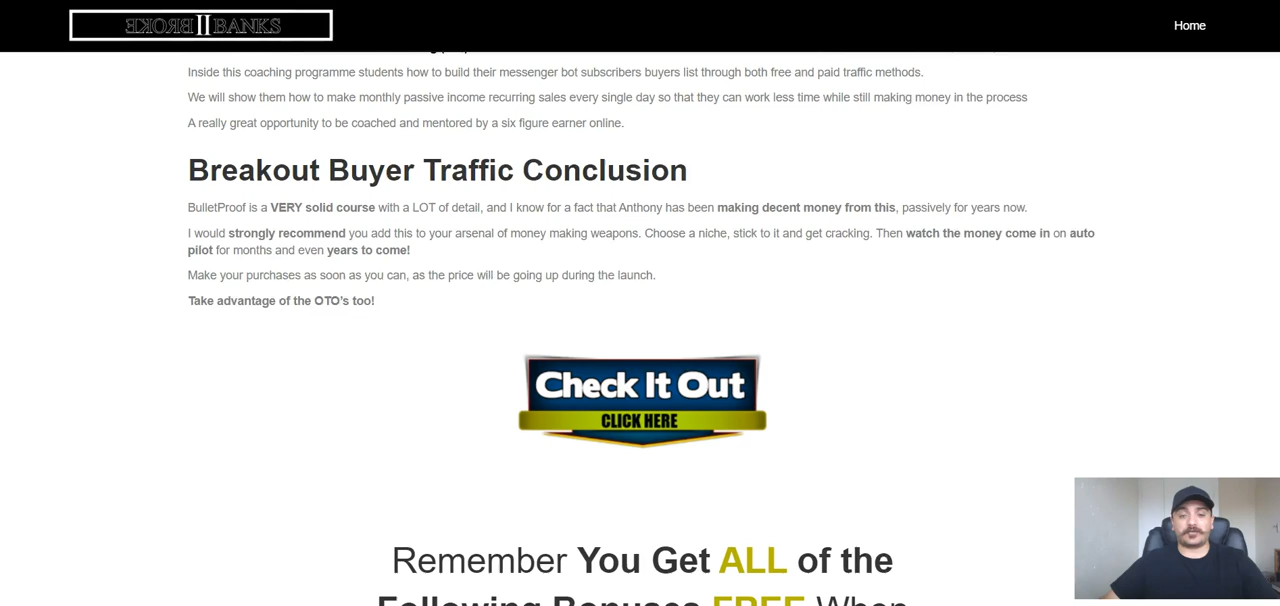 BROKE II BANKS
Home
Inside this coaching programme students how to build their messenger bot subscribers buyers list through both free and paid traffic methods.
We will show them how to make monthly passive income recurring sales every single day so that they can work less time while still making money in the process
A really great opportunity to be coached and mentored by a six figure earner online.
Breakout Buyer Traffic Conclusion
BulletProof is a VERY solid course with a LOT of detail, and I know for a fact that Anthony has been making decent money from this, passively for years now.
I would strongly recommend you add this to your arsenal of money making weapons. Choose a niche, stick to it and get cracking. Then watch the money come in on auto
pilot for months and even years to come!
Make your purchases as soon as you can, as the price will be going up during the launch.
Take advantage of the OTO's too!
Check It Out
CLICK HERE
Remember You Get ALL of the
Following Bonuses FREE When